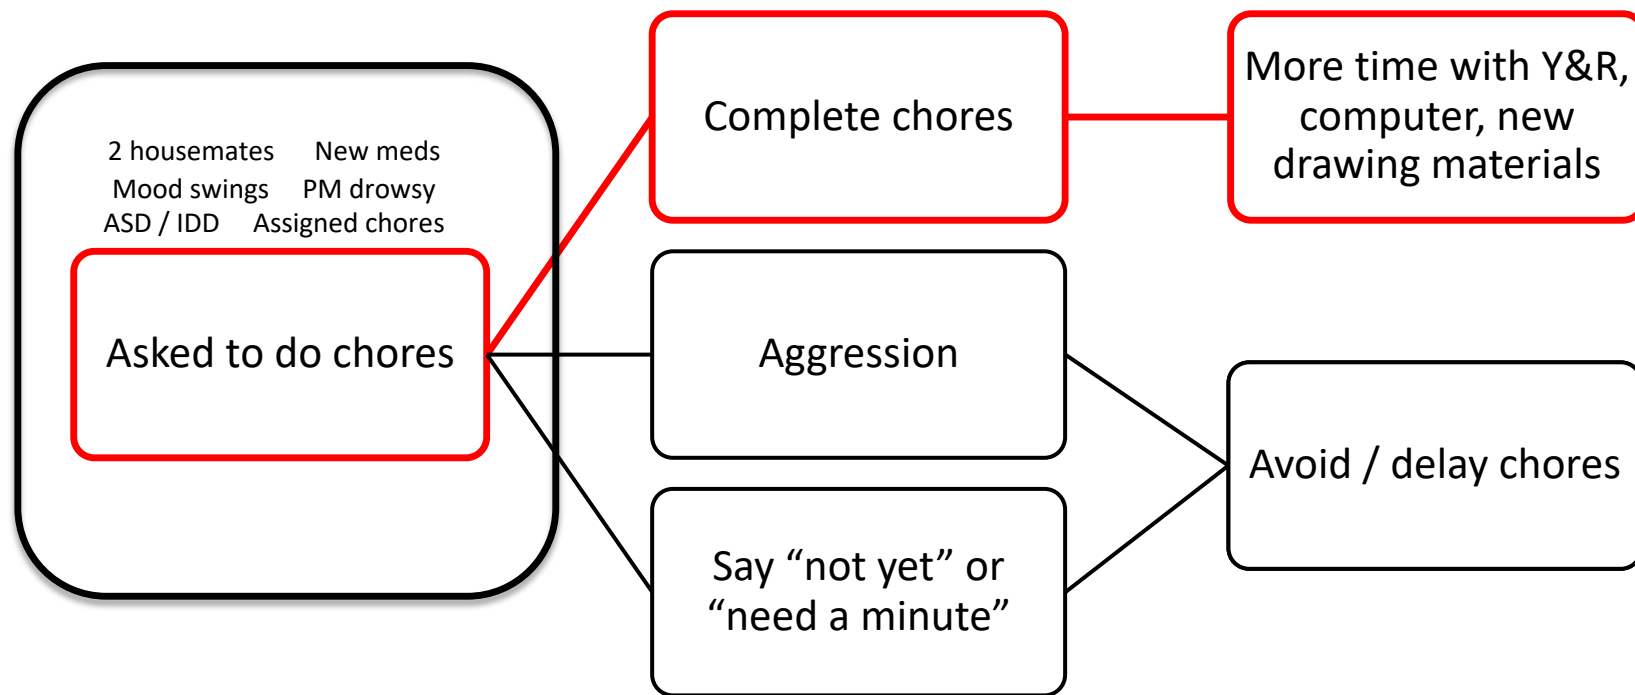 2 housemates New meds
Mood swings PM drowsy
ASD / IDD Assigned chores
Asked to do chores
Complete chores
More time with Y&R,
computer, new
drawing materials
Aggression
Say “not yet” or
“need a minute”
Avoid / delay chores